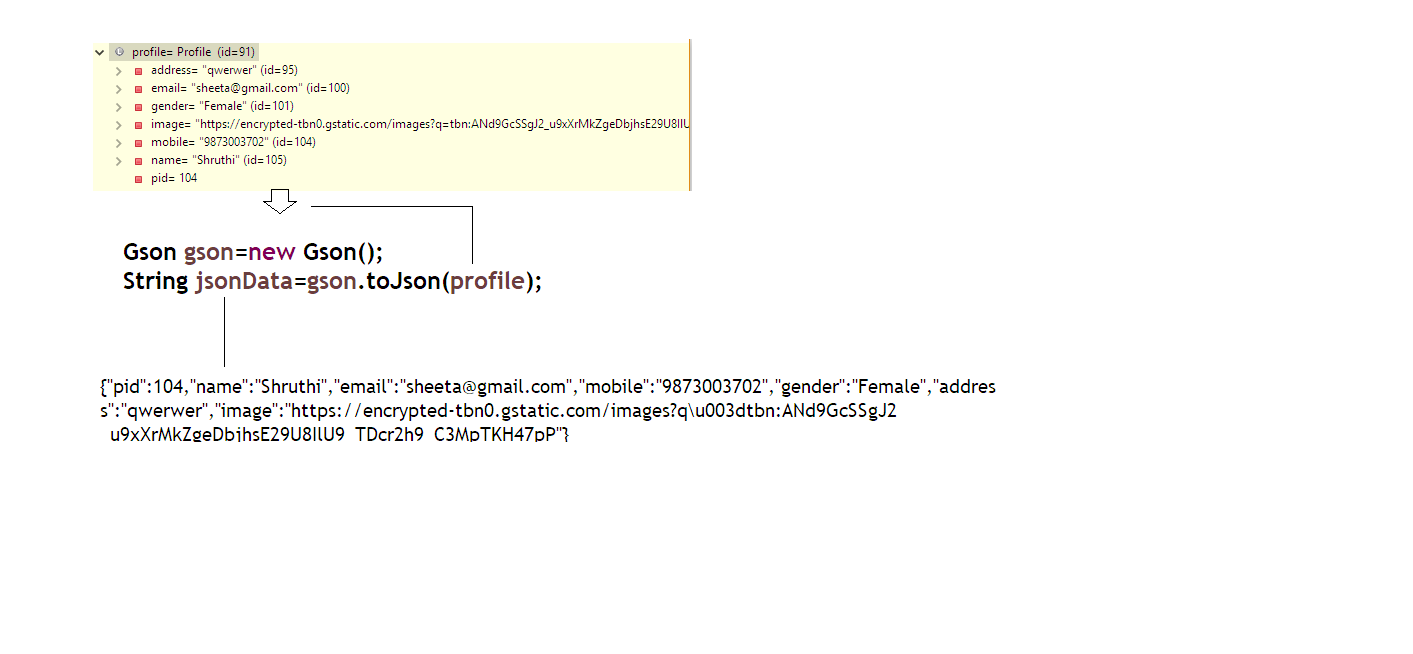 profile= Profile (id=91)
address= "qwerwer" (id=95)
email= "sheeta@gmail.com" (id=100)
gender= "Female" (id=101)
image= "https://encrypted-tbn0.gstatic.com/images?q=tbn:ANd9GcSSgJ2_u9xXrMkZgeDbjhsE29U8IlU
mobile= "9873003702" (id=104)
name= "Shruthi" (id=105)
pid= 104
Gson gson=new Gson();
String jsonData=gson.toJson(profile);
{"pid":104,"name":"Shruthi","email":"sheeta@gmail.com","mobile":"9873003702","gender":"Female","addres
s":"qwerwer","image":"https://encrypted-tbn0.gstatic.com/images?q\u003dtbn:ANd9GcSSgJ2
_u9xXrMkZgeDbjhsE29U8IlU9_TDcr2h9_C3MpTKH47pP"}